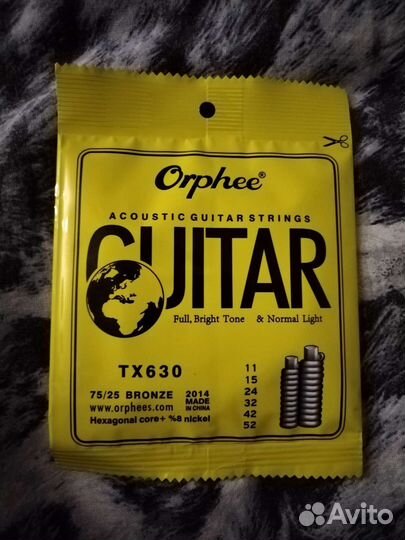 Orphee®
ACOUSTIC GUITAR STRINGS
GUITAR
Full, Bright Tone & Normal Light
TX630
75/25 BRONZE
2014
MADE
IN CHINA
www.orphees.com
Hexagonal core+ %8 nickel
11
15
24
32
42
52
Avito